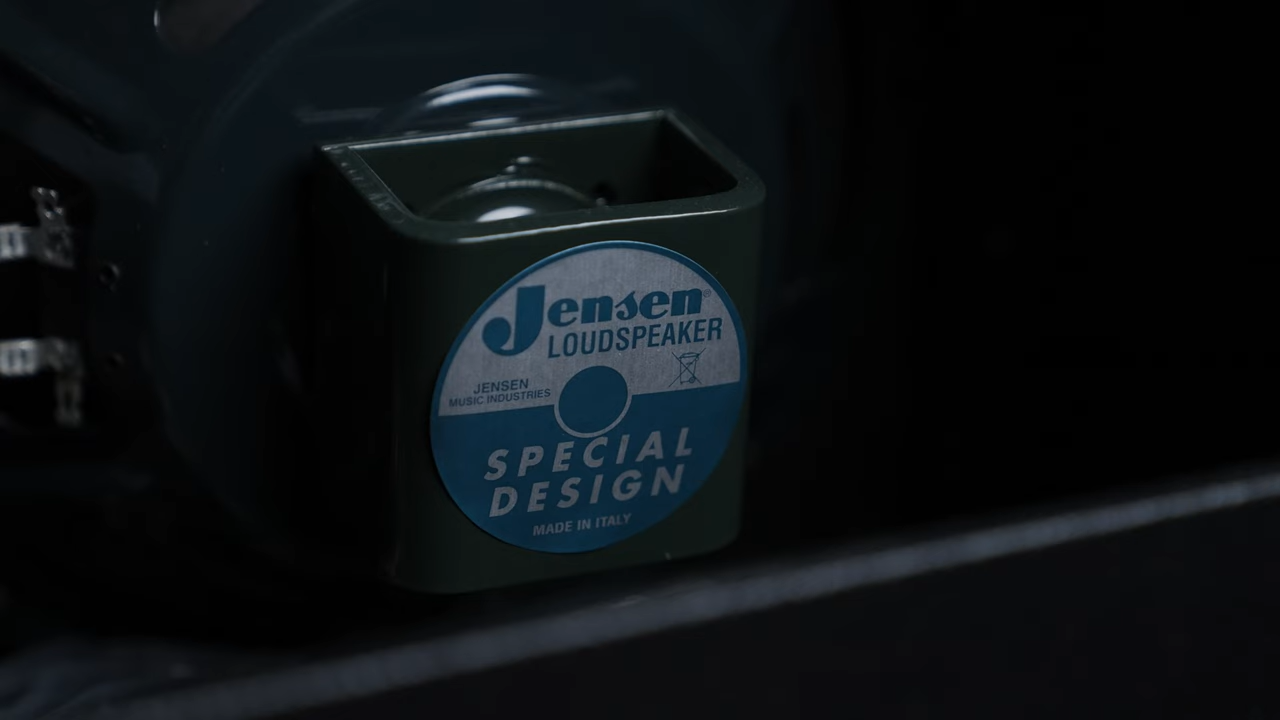 Jensen®
LOUDSPEAKER
JENSEN
MUSIC INDUSTRIES
SPECIAL
DESIGN
MADE IN ITALY